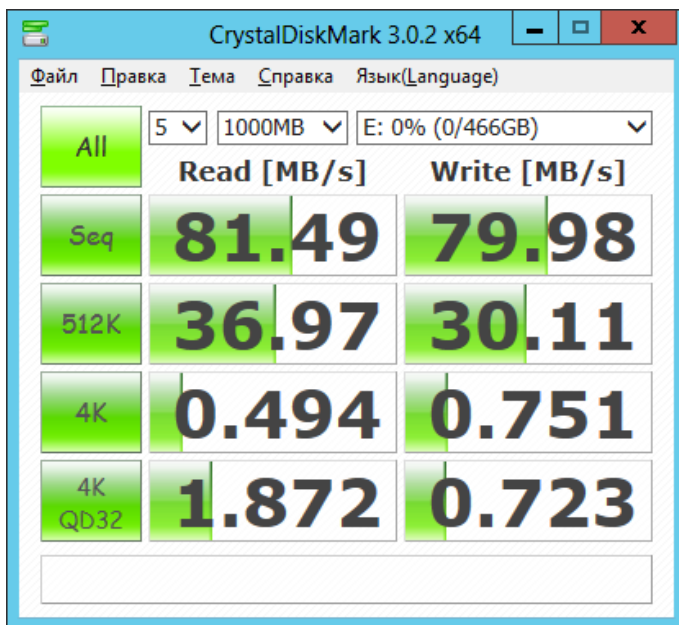 CrystalDiskMark 3.0.2 x64
Файл Правка Тема Справка Язык(Language)
All 5 1000MB E: 0% (0/466GB)
Read [MB/s] Write [MB/s]
Seq 81.49 79.98
512K 36.97 30.11
4K 0.494 0.751
4K QD32 1.872 0.723